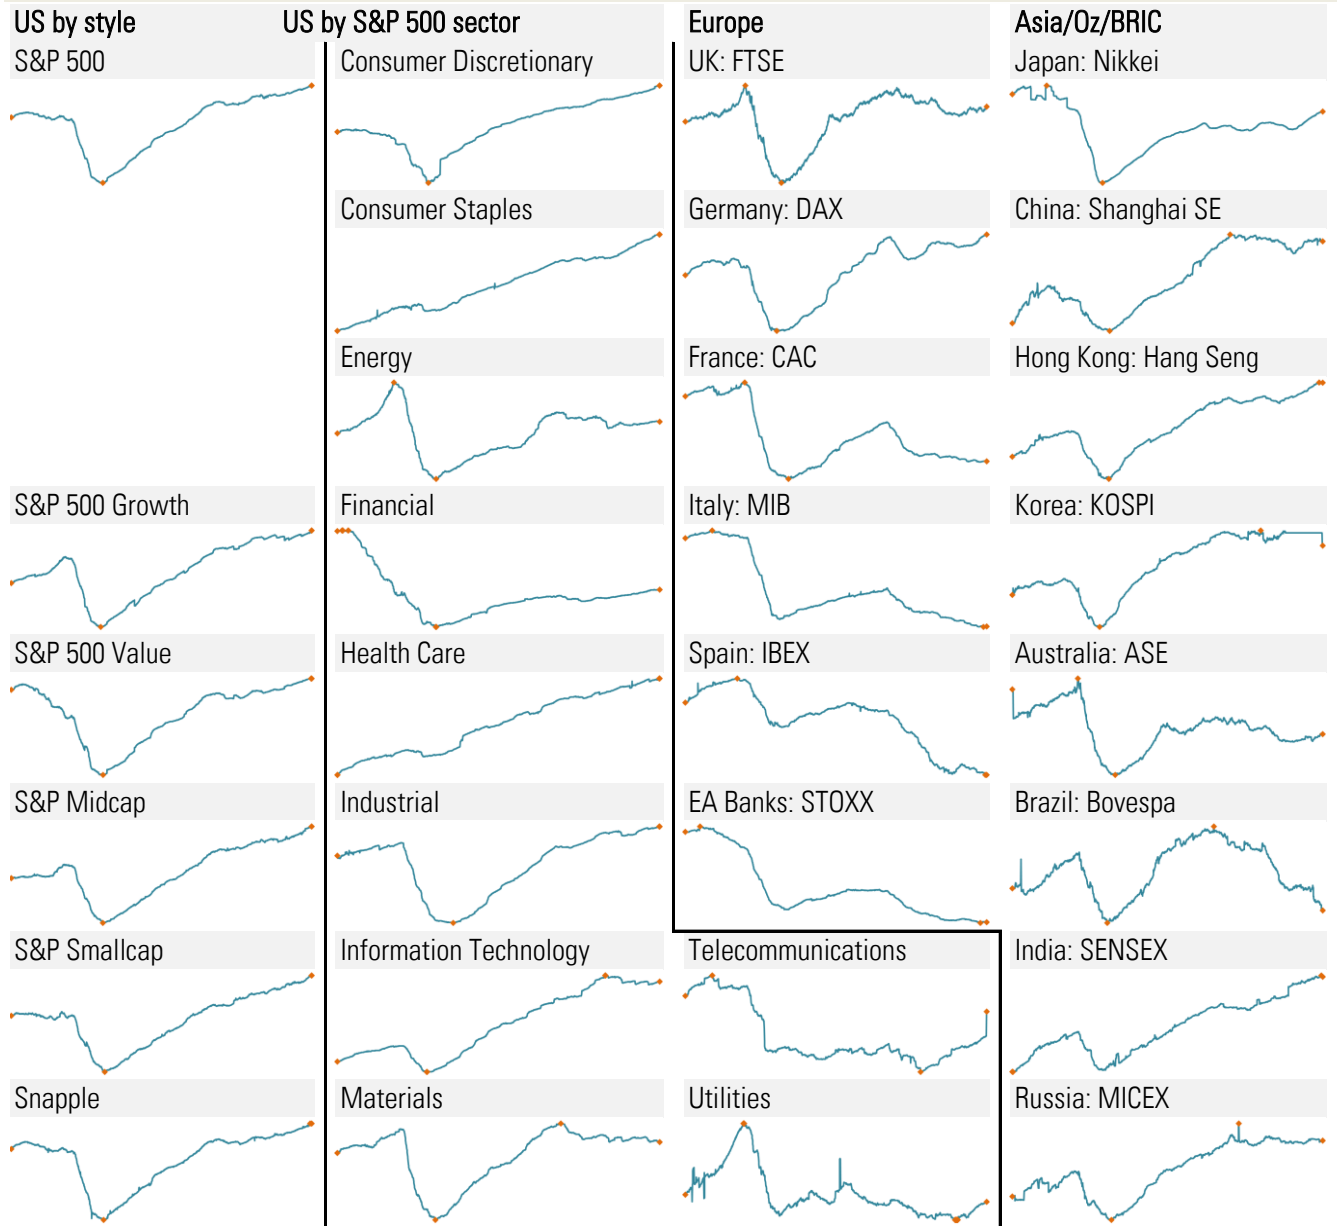 US by style US by S&P 500 sector Europe Asia/Oz/BRIC
S&P 500 Consumer Discretionary UK: FTSE Japan: Nikkei
Consumer Staples Germany: DAX China: Shanghai SE
Energy France: CAC Hong Kong: Hang Seng
S&P 500 Growth Financial Italy: MIB Korea: KOSPI
S&P 500 Value Health Care Spain: IBEX Australia: ASE
S&P Midcap Industrial EA Banks: STOXX Brazil: Bovespa
S&P Smallcap Information Technology Telecommunications India: SENSEX
Snapple Materials Utilities Russia: MICEX